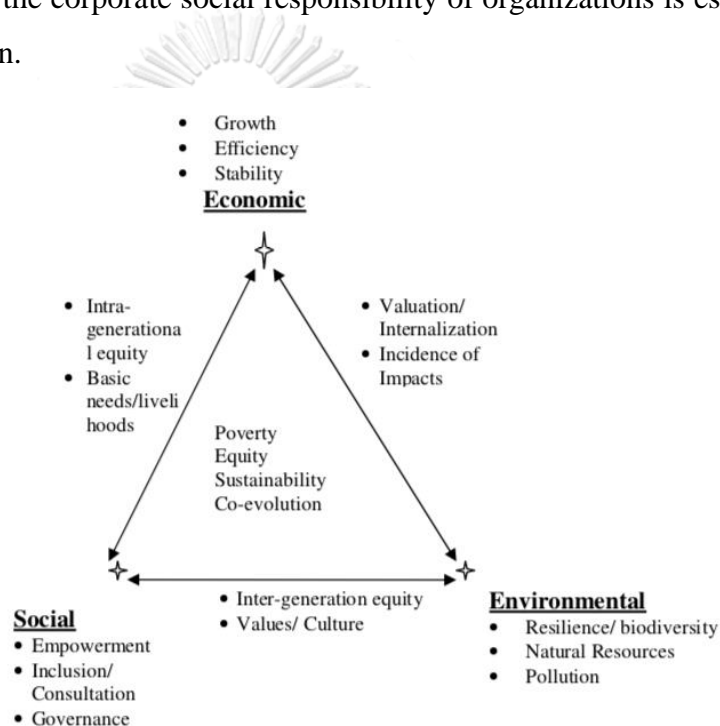 the corporate social responsibility of organizations is es
n.
• Growth
• Efficiency
• Stability
Economic
• Intra-
generationa
l equity
• Basic
needs/liveli
hoods
• Valuation/
Internalization
• Incidence of
Impacts
Poverty
Equity
Sustainability
Co-evolution
• Inter-generation equity
• Values/ Culture
Social
• Empowerment
• Inclusion/
Consultation
• Governance
Environmental
• Resilience/ biodiversity
• Natural Resources
• Pollution